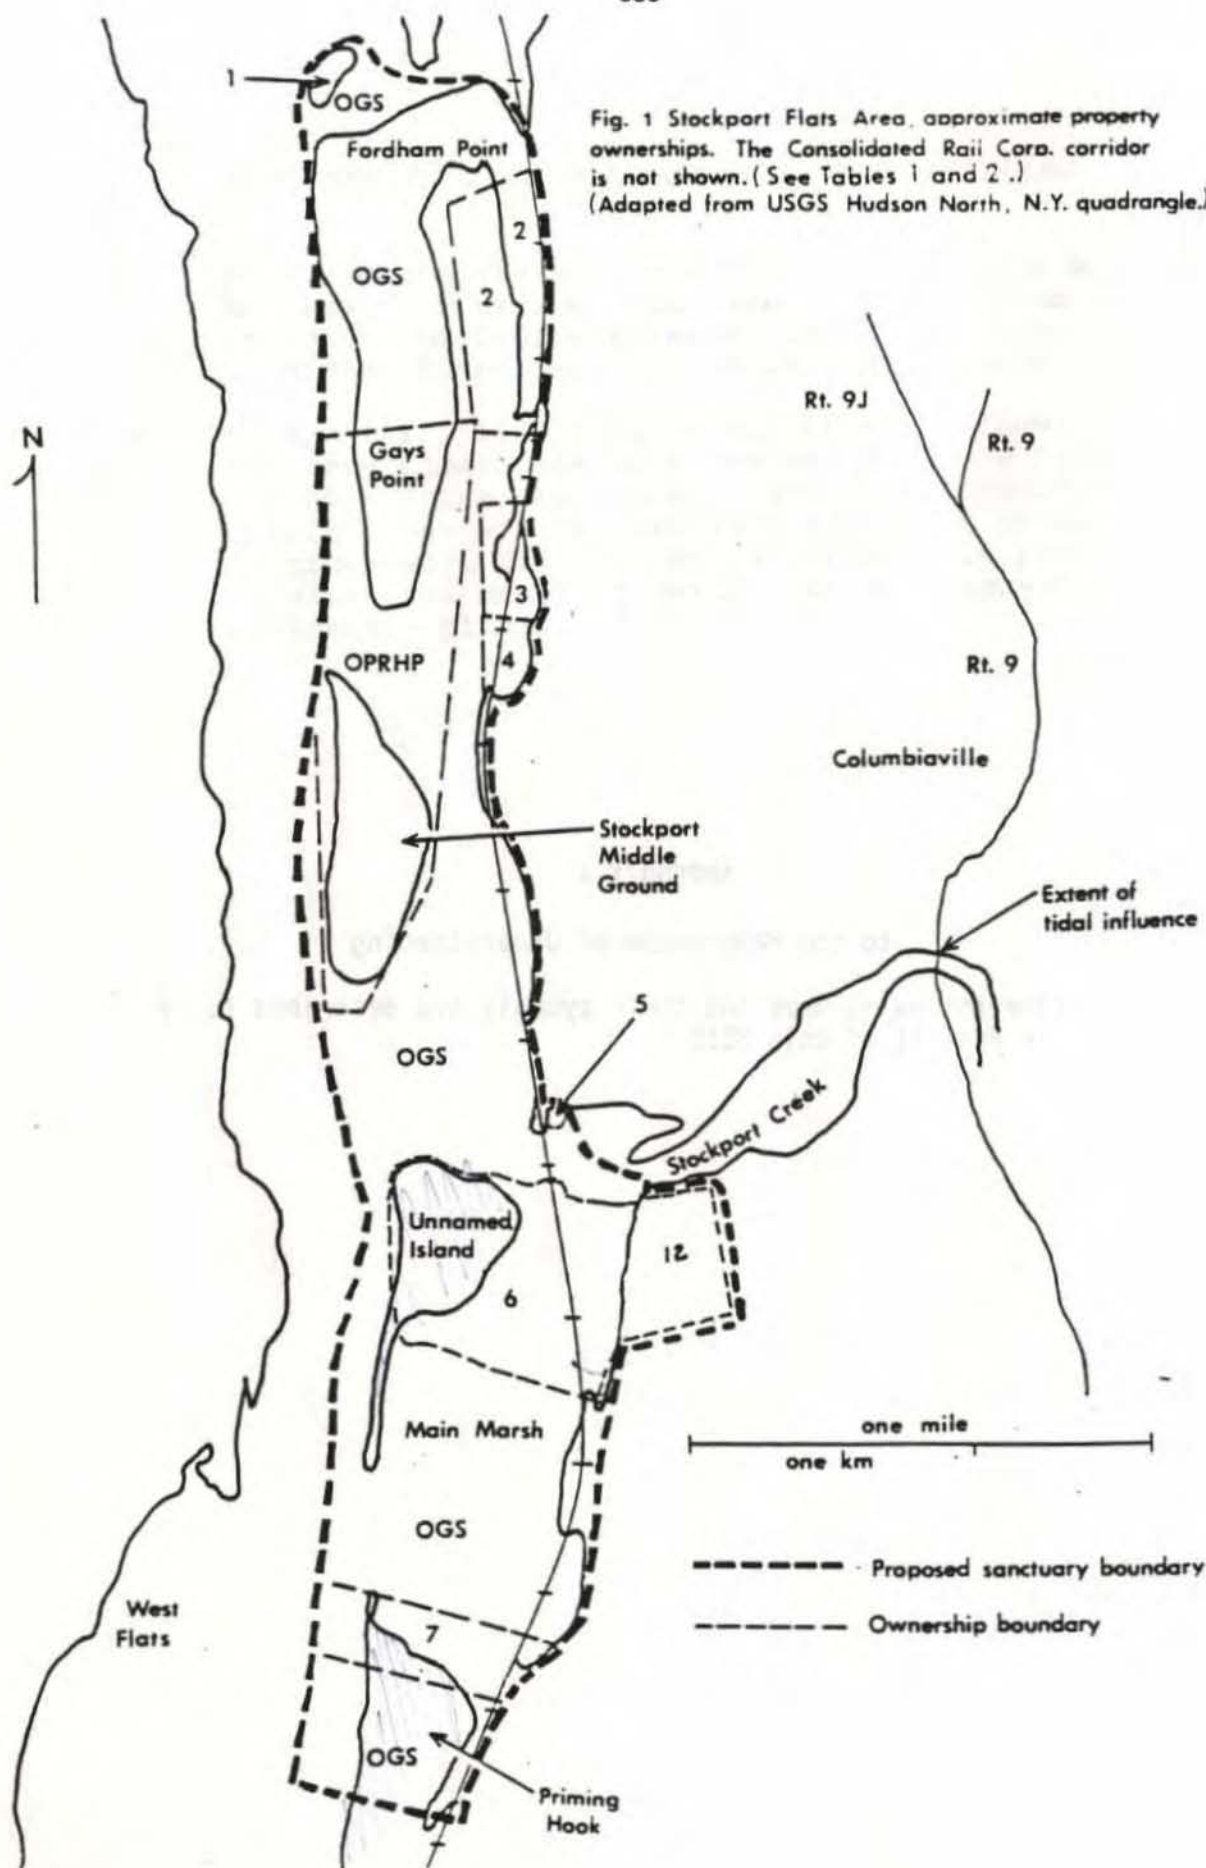 1
OGS
Fig. 1 Stockport Flats Area, approximate property
ownerships. The Consolidated Rail Corp. corridor
is not shown. (See Tables 1 and 2.)
(Adapted from USGS Hudson North, N.Y. quadrangle.)
Fordham Point
2
OGS
2
Rt. 9J
N
Rt. 9
Gays
Point
3
OPRHP
4
Rt. 9
Columbiaville
Stockport
Middle
Ground
Extent of
tidal influence
5
OGS
Stockport Creek
Unnamed
Island
12
6
one mile
Main Marsh
one km
OGS
Proposed sanctuary boundary
West
Flats
7
Ownership boundary
OGS
Priming
Hook